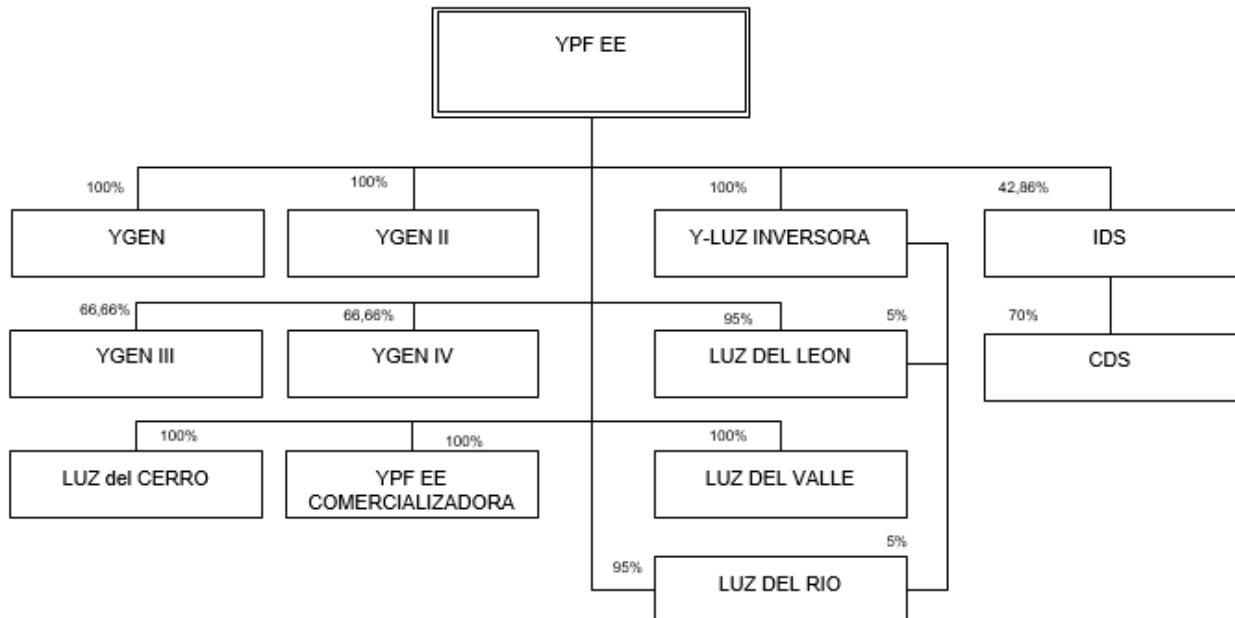 YPF EE
100%
100%
100%
42,86%
YGEN
YGEN II
Y-LUZ INVERSORA
IDS
66,66%
66,66%
95%
5%
70%
YGEN III
YGEN IV
LUZ DEL LEON
CDS
100%
100%
100%
LUZ del CERRO
YPF EE
COMERCIALIZADORA
LUZ DEL VALLE
5%
95%
LUZ DEL RIO